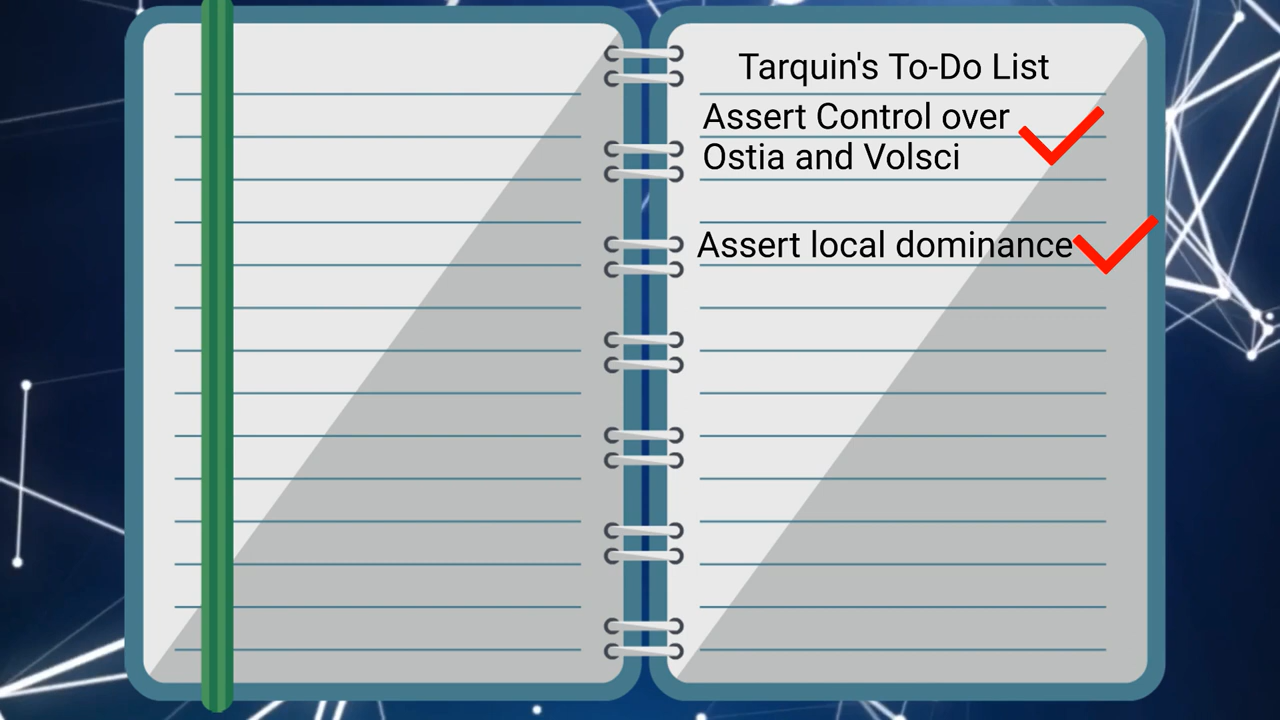 Tarquin's To-Do List
Assert Control over
Ostia and Volsci
Assert local dominance